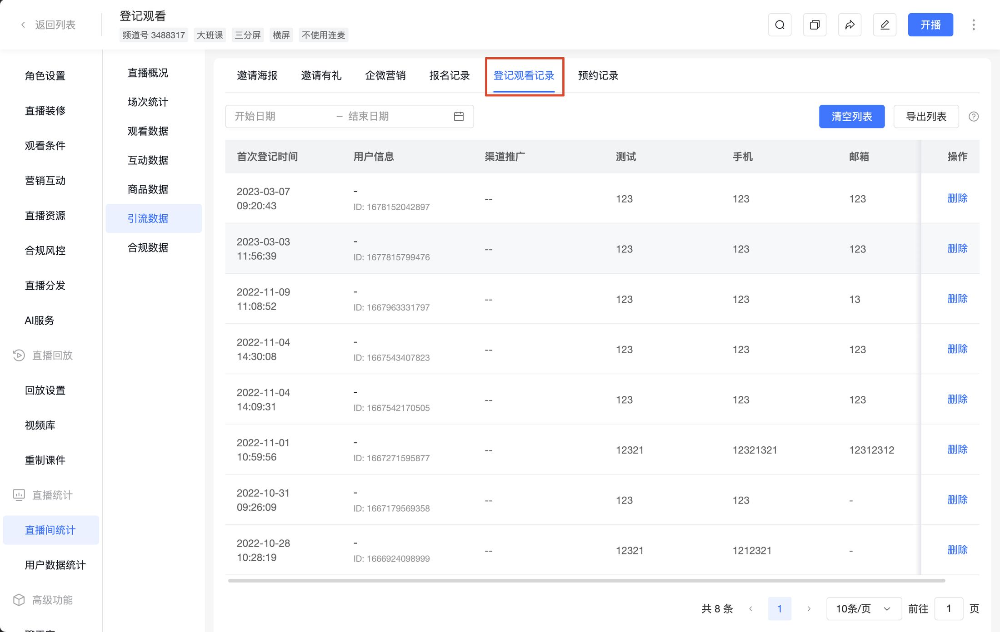 返回列表
登记观看
频道号 3488317 大班课 三分屏 横屏 不使用连麦
开播
角色设置
直播装修
观看条件
营销互动
直播资源
合规风控
直播分发
AI服务
直播回放
回放设置
视频库
重制课件
直播统计
直播间统计
用户数据统计
高级功能
直播概况
场次统计
观看数据
互动数据
商品数据
引流数据
合规数据
邀请海报 邀请有礼 企微营销 报名记录 登记观看记录 预约记录
开始日期 – 结束日期 清空列表 导出列表
首次登记时间 用户信息 渠道推广 测试 手机 邮箱 操作
2023-03-07 -
09:20:43 ID: 1678152042897 -- 123 123 123 删除
2023-03-03 -
11:56:39 ID: 1677815799476 -- 123 123 123 删除
2022-11-09 -
11:08:52 ID: 1667963331797 -- 123 123 13 删除
2022-11-04 -
14:30:08 ID: 1667543407823 -- 123 123 123 删除
2022-11-04 -
14:09:31 ID: 1667542170505 -- 123 123 123 删除
2022-11-01 -
10:59:56 ID: 1667271595877 -- 12321 12321321 12312312 删除
2022-10-31 -
09:26:09 ID: 1667179569358 -- 123 123 - 删除
2022-10-28 -
10:28:19 ID: 1666924098999 -- 12321 1212321 - 删除
共 8 条 1 10条/页 前往 1 页